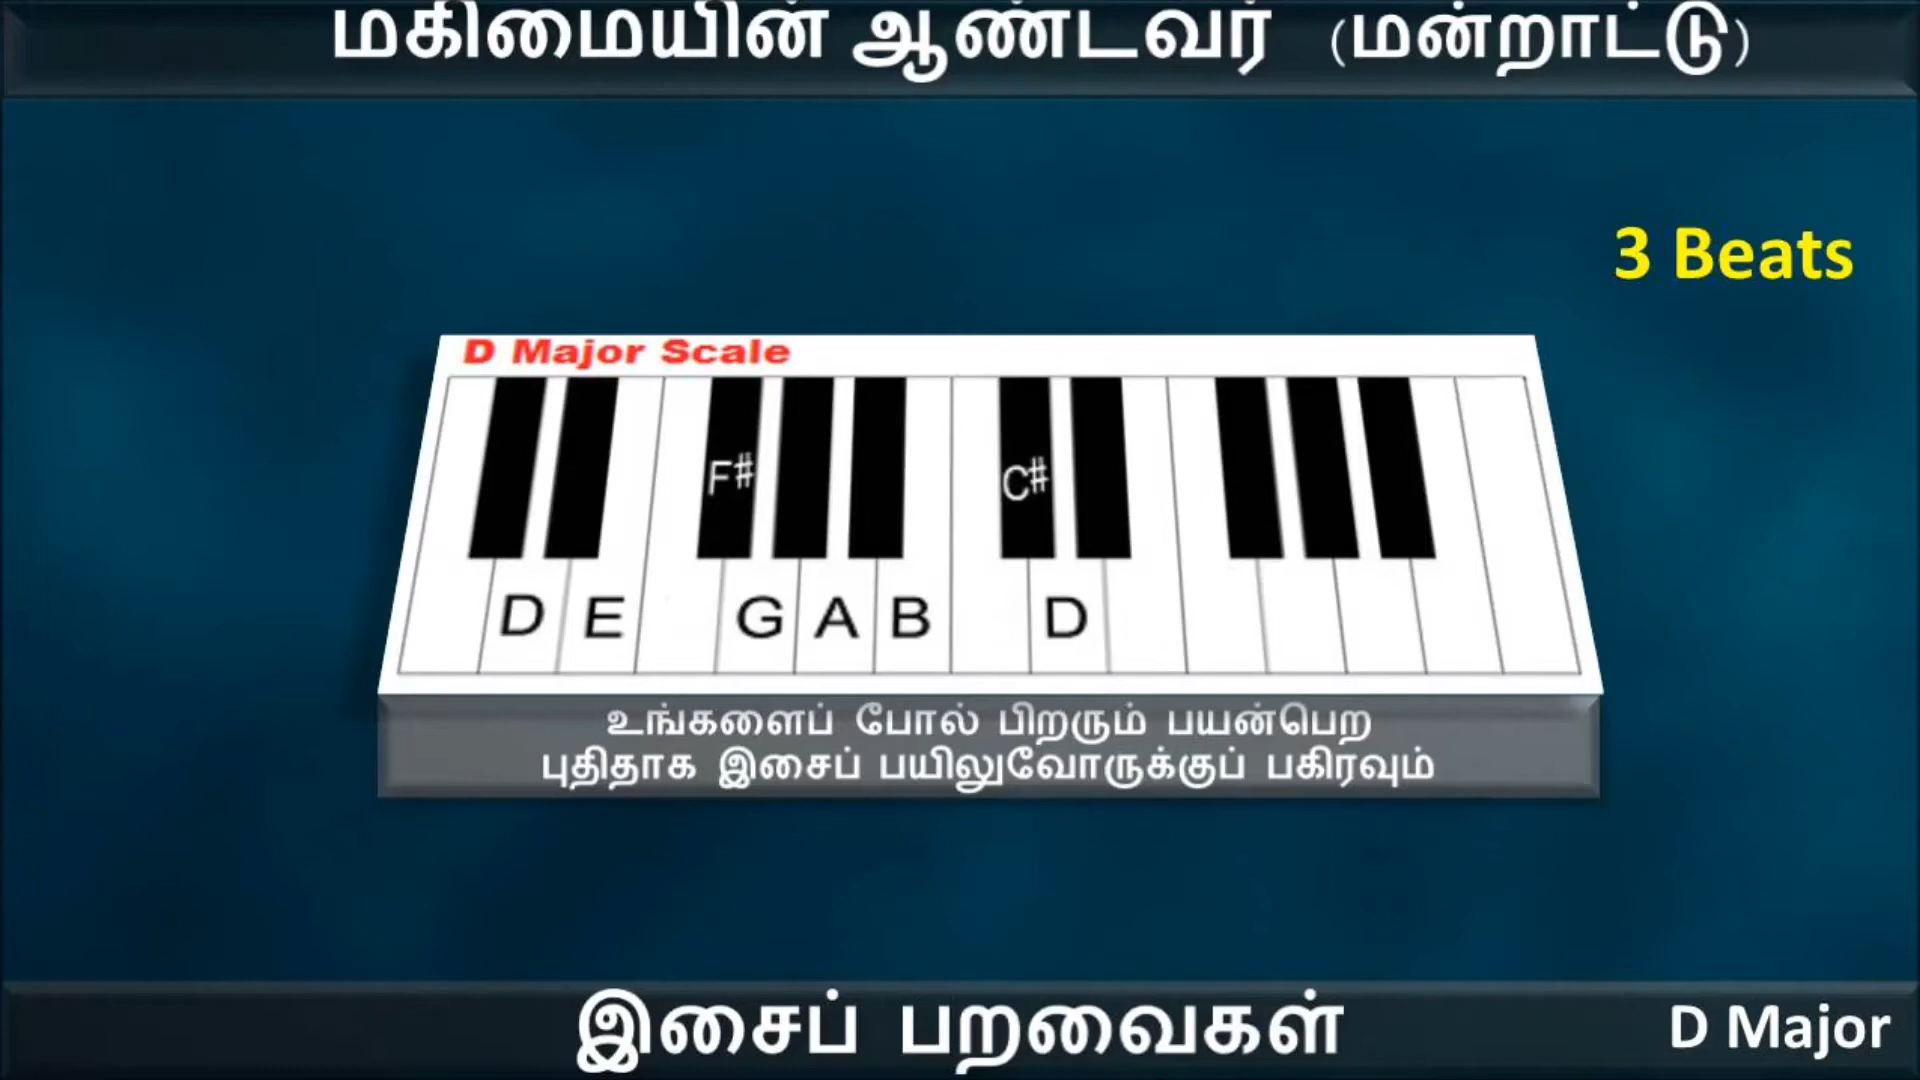 மகிமையின் ஆண்டவர் (மன்றாட்டு)
3 Beats
D Major Scale
F# C#
D E G A B D
உங்களைப் போல் பிறரும் பயன்பெற
புதிதாக இசைப் பயிலுவோருக்குப் பகிரவும்
இசைப் பறவைகள்
D Major